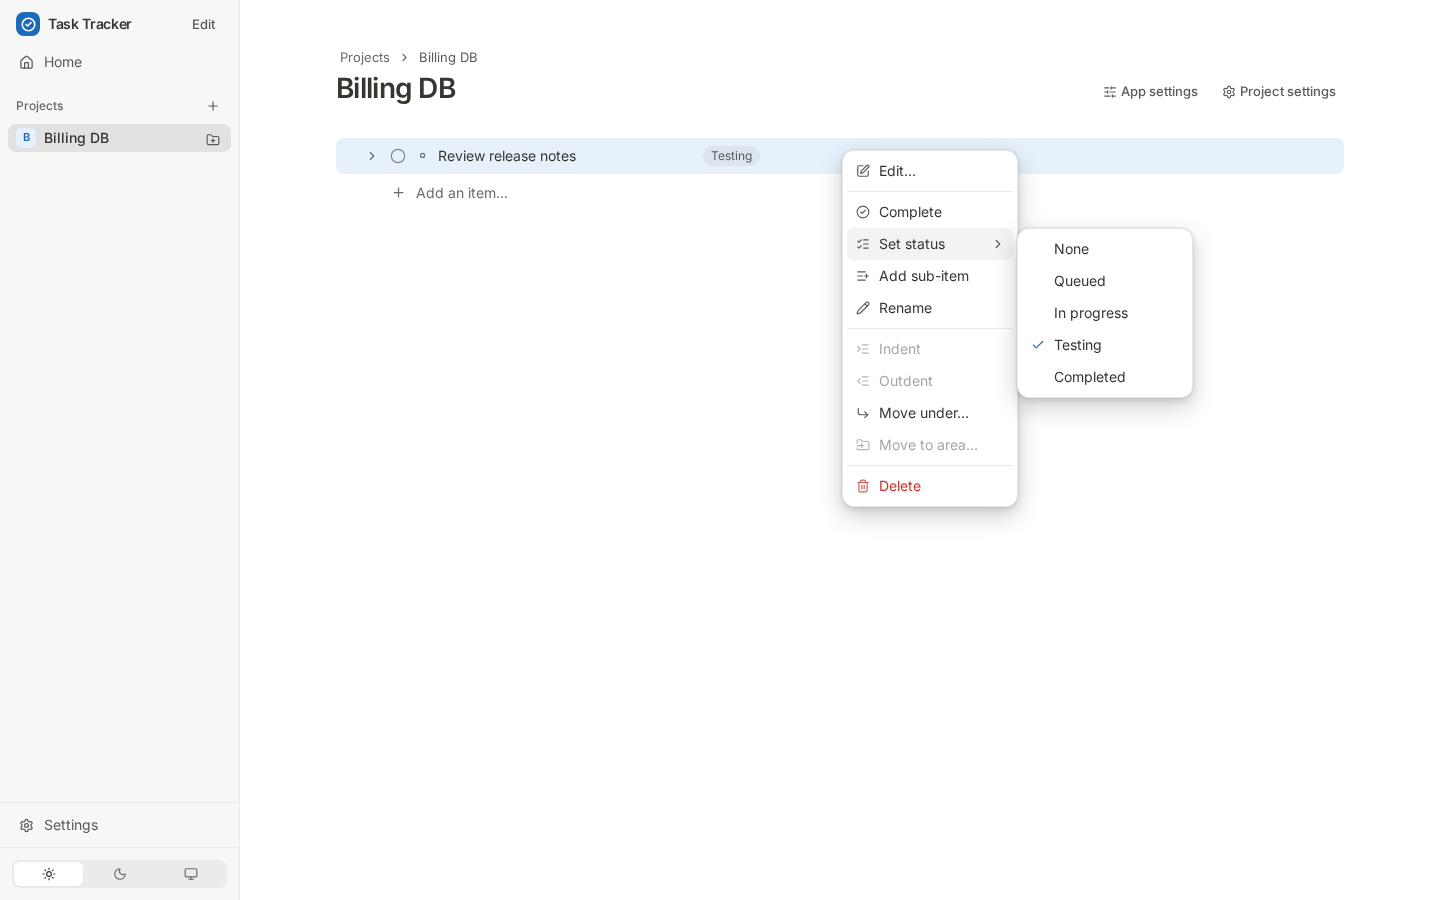 Task Tracker
Edit
Home
Projects
B
Billing DB
Settings
Projects
Billing DB
Billing DB
App settings
Project settings
Review release notes
Testing
Add an item...
Edit...
Complete
Set status
Add sub-item
Rename
Indent
Outdent
Move under...
Move to area...
Delete
None
Queued
In progress
Testing
Completed